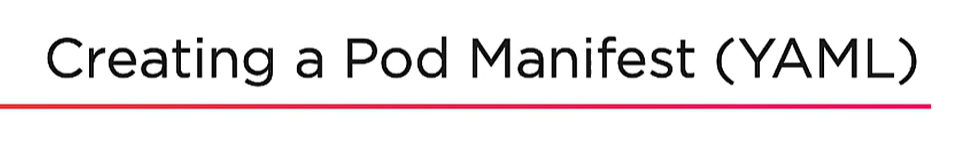 Creating a Pod Manifest (YAML)